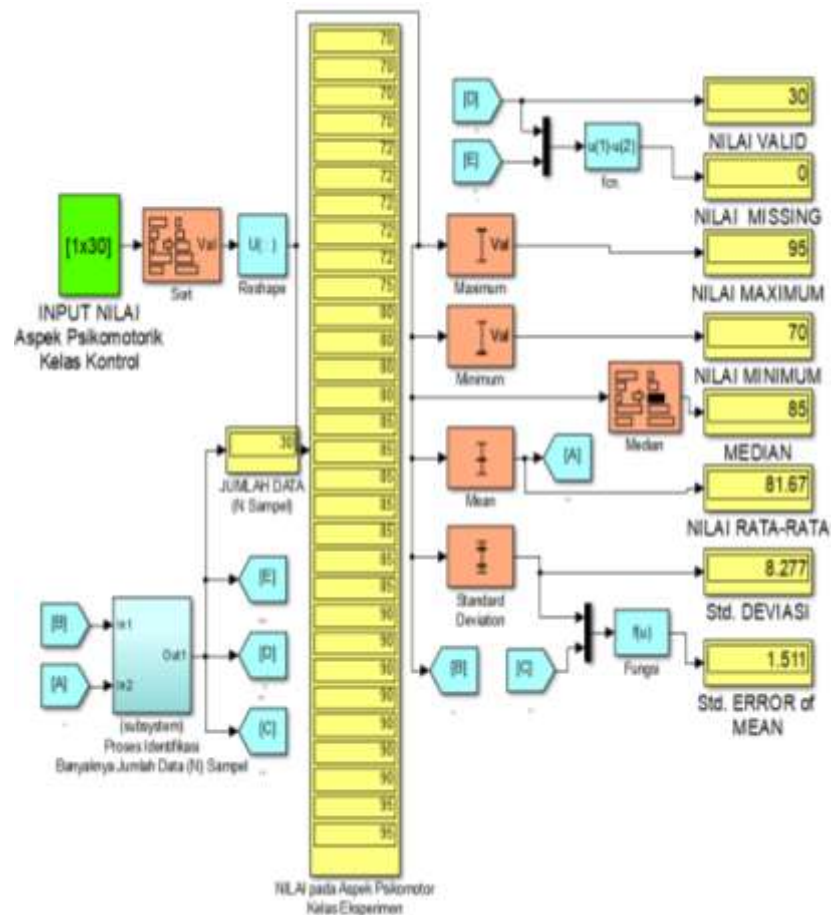 [1x30]
INPUT NILAI
Aspek Psikomotorik
Kelas Kontrol
Val
Sort
U( : )
Reshape
70
70
70
70
72
72
72
72
72
75
80
80
80
80
85
85
85
85
85
85
85
90
90
90
90
90
90
90
95
95
NILAI pada Aspek Psikomotor
Kelas Eksperimen
30
JUMLAH DATA
(N Sampel)
[B]
[A]
In1
In2
Out1
(subsystem)
Proses Identifikasi
Banyaknya Jumlah Data (N) Sampel
[E]
[D]
[C]
[D]
[E]
u(1)-u(2)
fcn
30
NILAI VALID
0
NILAI MISSING
Val
Maximum
95
NILAI MAXIMUM
Val
Minimum
70
NILAI MINIMUM
Median
85
MEDIAN
Mean
[A]
81.67
NILAI RATA-RATA
Standard
Deviation
8.277
Std. DEVIASI
[B]
[C]
f(u)
Fungsi
1.511
Std. ERROR of
MEAN